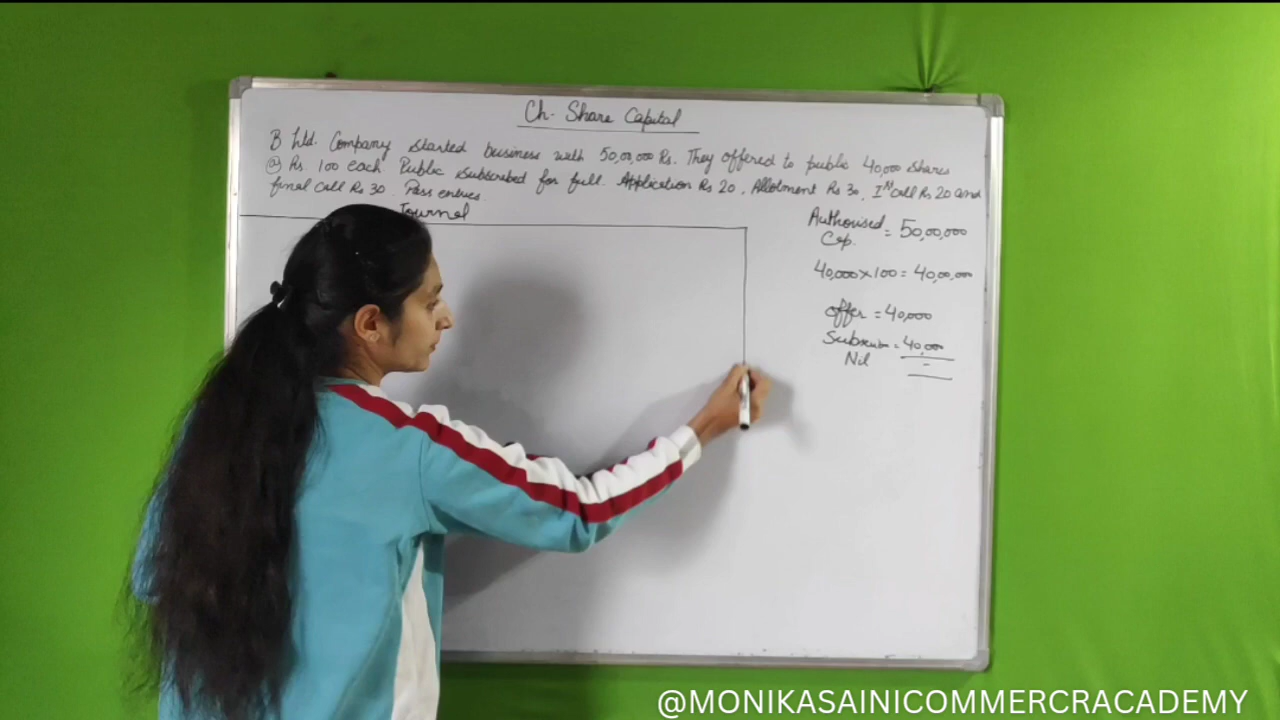 Ch. Share Capital
B Ltd. Company started business with 50,00,000 Rs. They offered to public 40,000 shares
@ Rs. 100 each Public subscribed for full. Application Rs 20, Allotment Rs 30, Ist Call Rs 20 and
final Call Rs 30. Pass entries
Journal
Authorised Cap. = 50,00,000
40,000 x 100 = 40,00,000
offer = 40,000
= 40,000
Nil -
@MONIKASAINICOMMERCRACADEMY